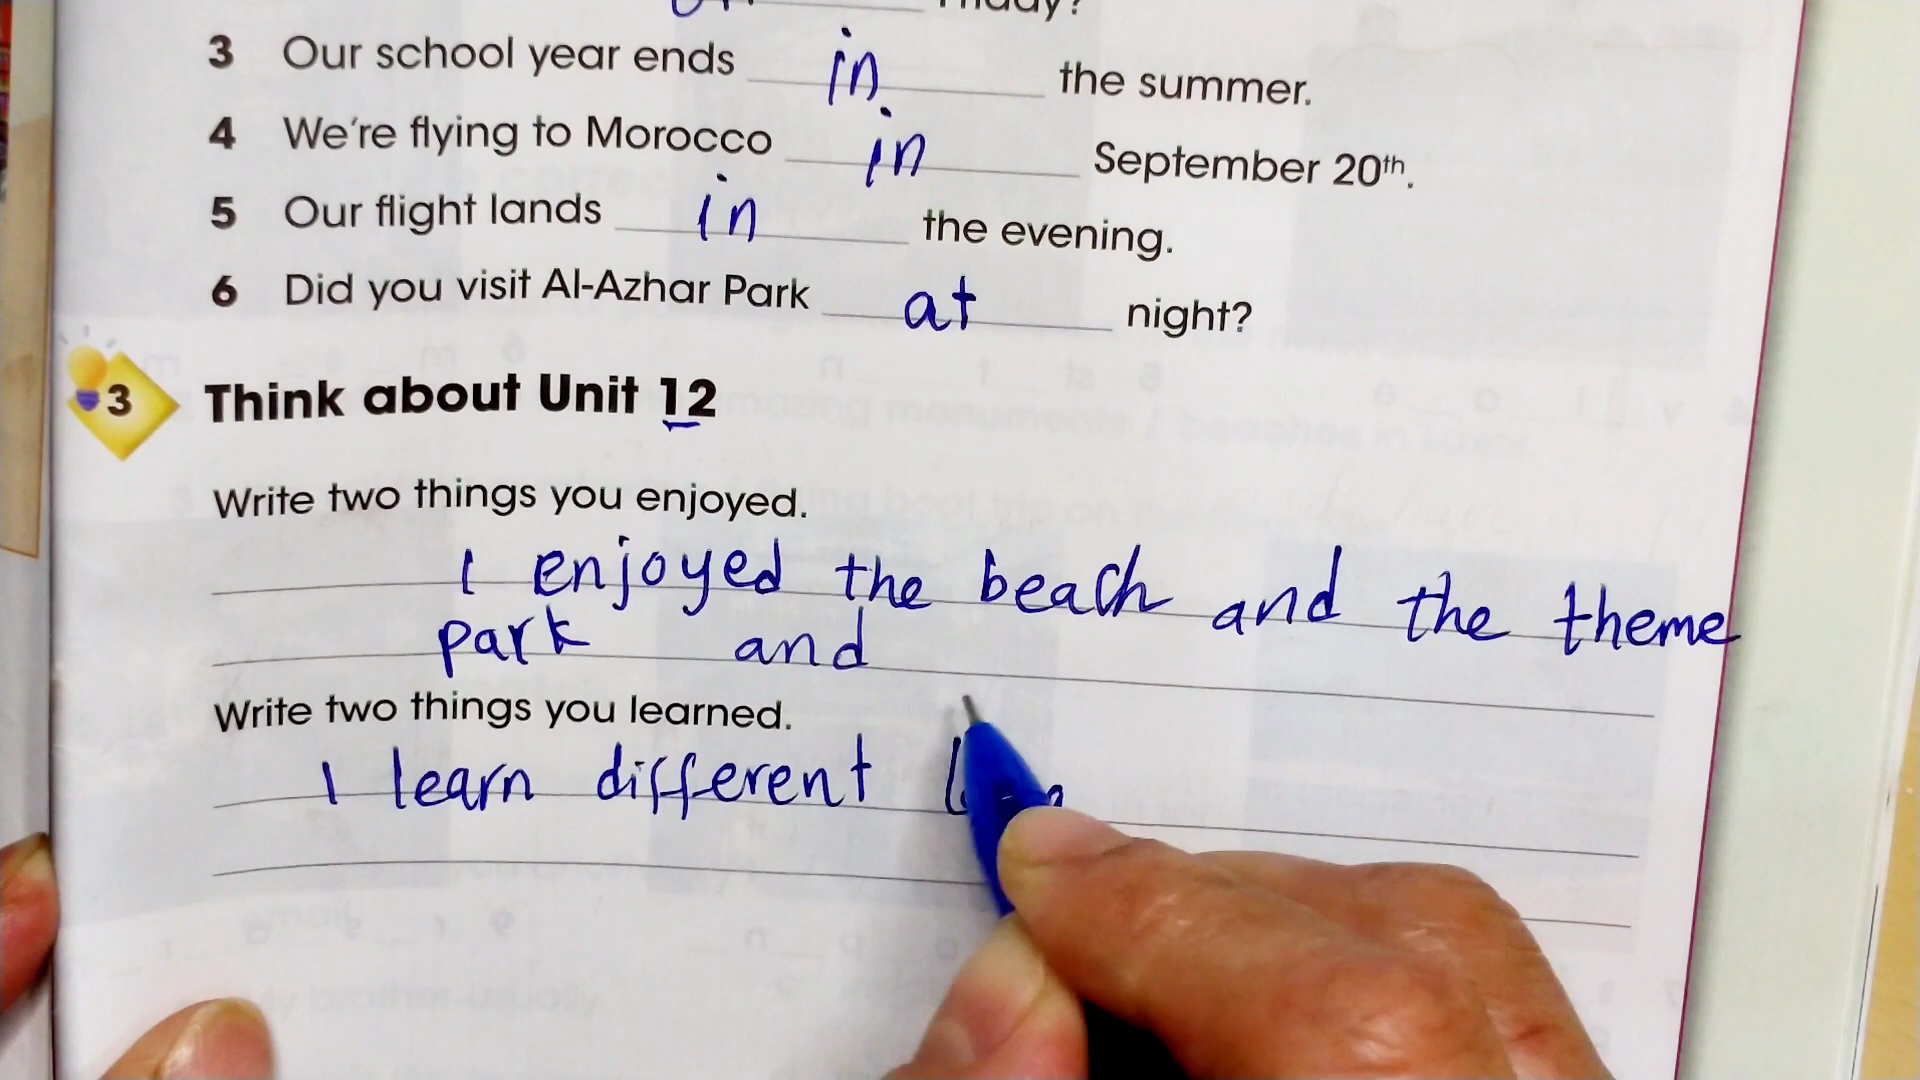 3 Our school year ends in the summer.
4 We're flying to Morocco in September 20th.
5 Our flight lands in the evening.
6 Did you visit Al-Azhar Park at night?
3 Think about Unit 12
Write two things you enjoyed.
I enjoyed the beach and the theme
park and
Write two things you learned.
I learn different